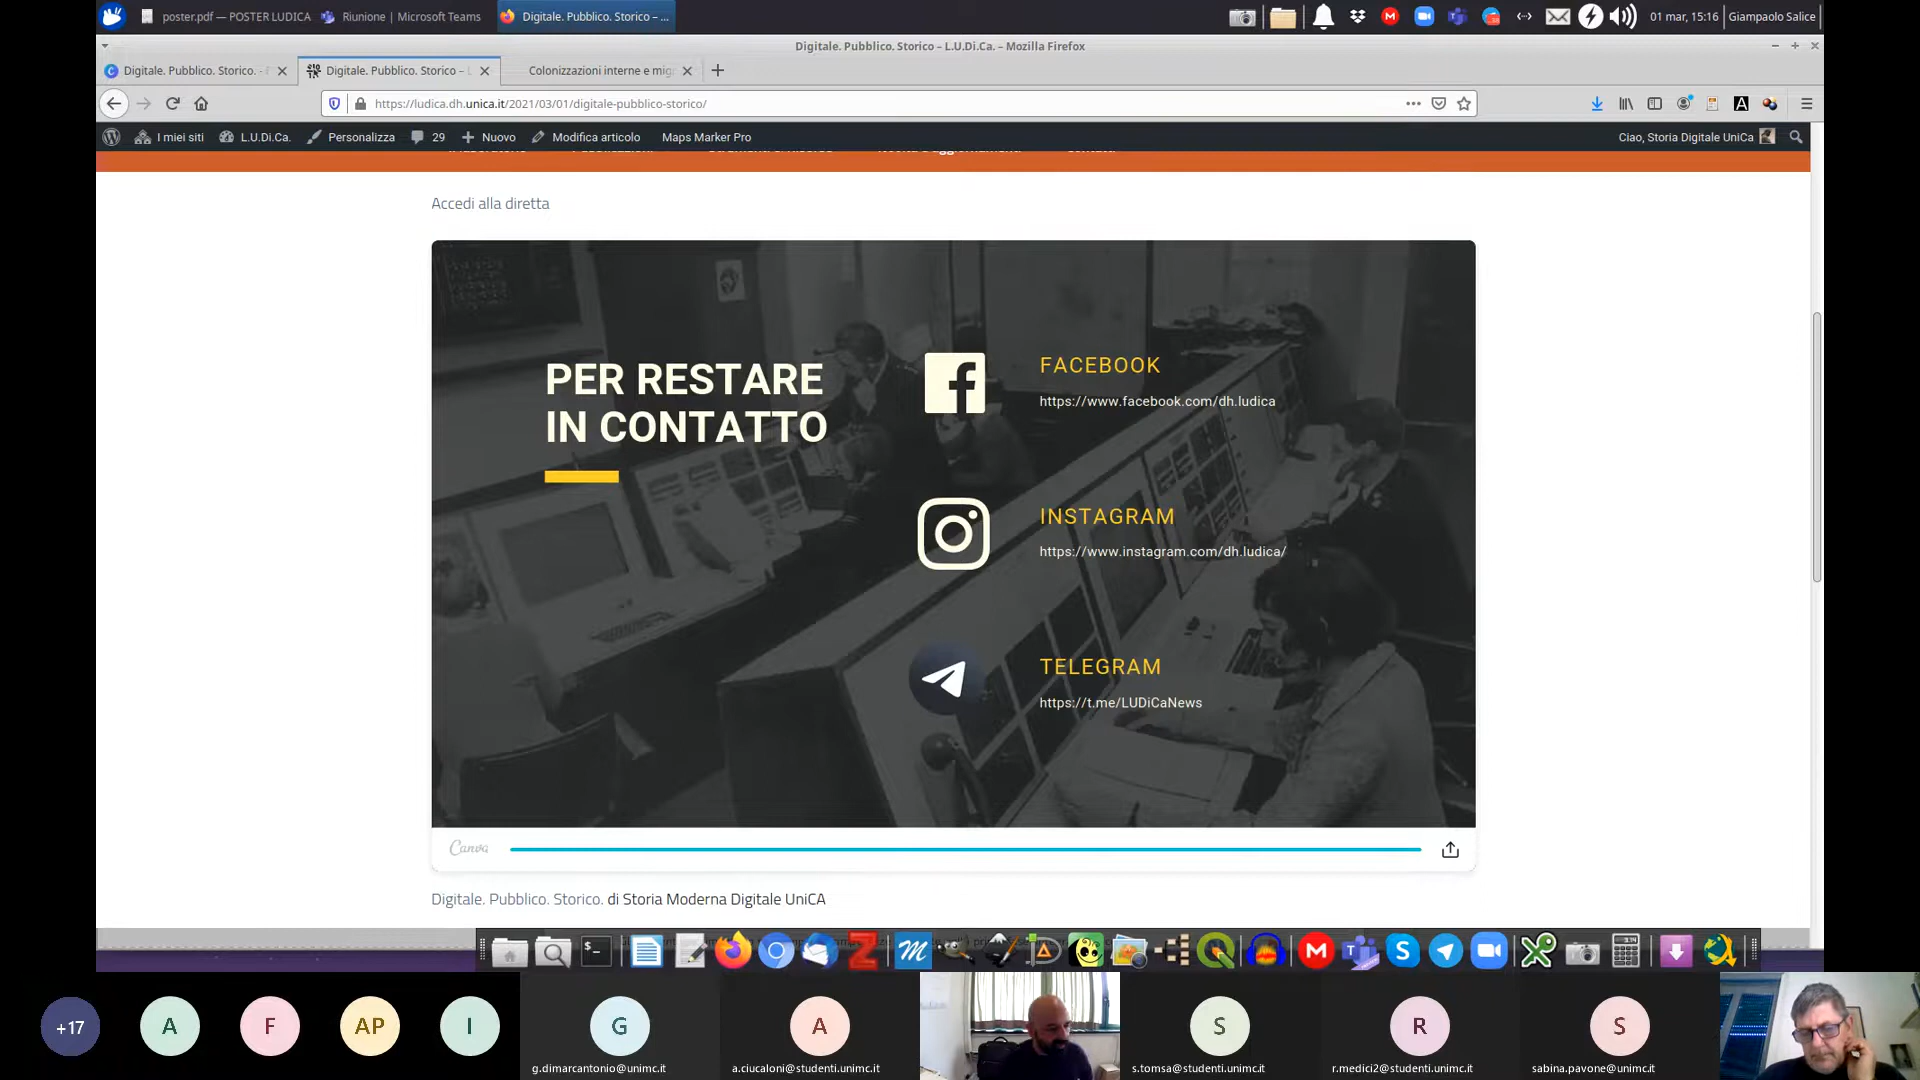 poster.pdf — POSTER LUDICA
Riunione | Microsoft Teams
Digitale. Pubblico. Storico – ...
01 mar, 15:16
Giampaolo Salice
Digitale. Pubblico. Storico – L.U.Di.Ca. – Mozilla Firefox
Digitale. Pubblico. Storico. -
Digitale. Pubblico. Storico –
Colonizzazioni interne e mig
https://ludica.dh.unica.it/2021/03/01/digitale-pubblico-storico/
I miei siti
L.U.Di.Ca.
Personalizza
29
Nuovo
Modifica articolo
Maps Marker Pro
Ciao, Storia Digitale UniCa
Accedi alla diretta
PER RESTARE
IN CONTATTO
FACEBOOK
https://www.facebook.com/dh.ludica
INSTAGRAM
https://www.instagram.com/dh.ludica/
TELEGRAM
https://t.me/LUDiCaNews
Canva
Digitale. Pubblico. Storico. di Storia Moderna Digitale UniCA
+17
A
F
AP
I
G
g.dimarcantonio@unimc.it
A
a.ciucaloni@studenti.unimc.it
S
s.tomsa@studenti.unimc.it
R
r.medici2@studenti.unimc.it
S
sabina.pavone@unimc.it